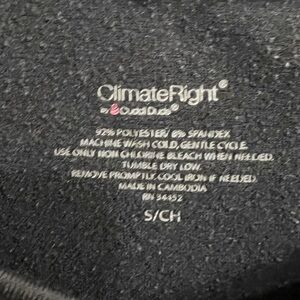 ClimateRight®
BY Cuddl Duds®
92% POLYESTER/ 8% SPANDEX
MACHINE WASH COLD, GENTLE CYCLE.
USE ONLY NON CHLORINE BLEACH WHEN NEEDED.
TUMBLE DRY LOW.
REMOVE PROMPTLY. COOL IRON IF NEEDED.
MADE IN CAMBODIA
RN 34452
S/CH